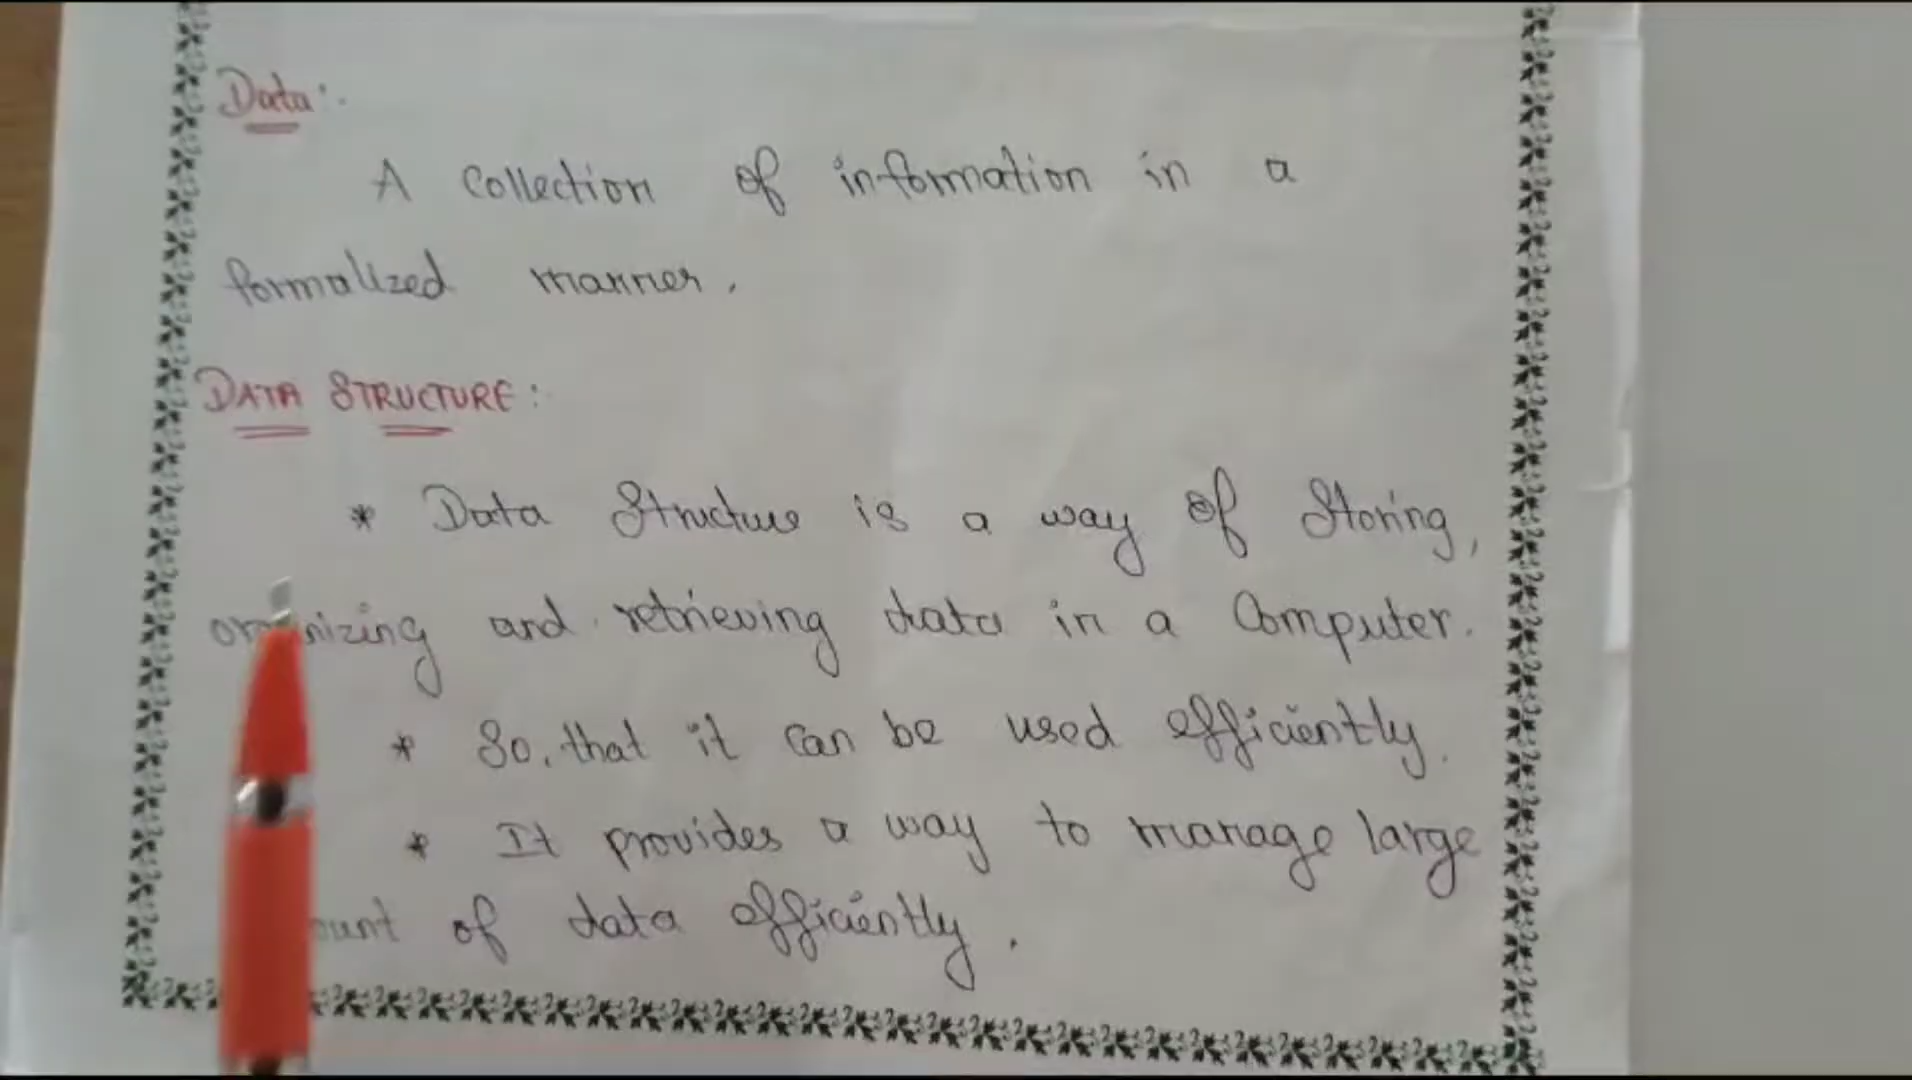 Data:-
A Collection of information in a
formalized manner.
DATA STRUCTURE:
* Data Structure is a way of Storing,
and retrieving data in a Computer.
* So, that it can be used efficiently.
* It provides a way to manage large
of data efficiently.